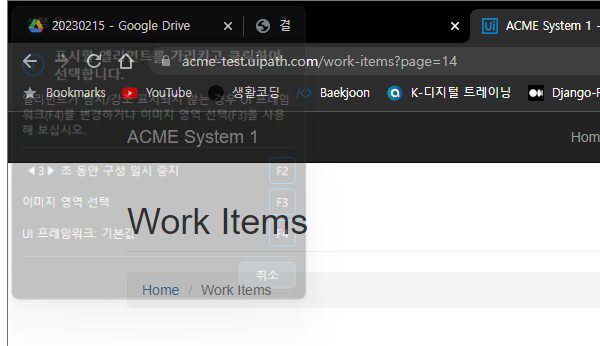 20230215 - Google Drive
결
ACME System 1 -
acme-test.uipath.com/work-items?page=14
표시할 엘리먼트를 가리키고 클릭하여
선택합니다.
Bookmarks YouTube 생활코딩 Baekjoon K-디지털 트레이닝 Django-F
엘리먼트가 감지/강조 표시되지 않는 경우 UI 프레임
워크(F4)를 변경하거나 이미지 영역 선택(F3)을 사용
해 보십시오.
ACME System 1
Hom
◀ 3 ▶ 초 동안 구성 일시 중지 F2
이미지 영역 선택 F3
Work Items
UI 프레임워크: 기본값 F4
취소
Home / Work Items